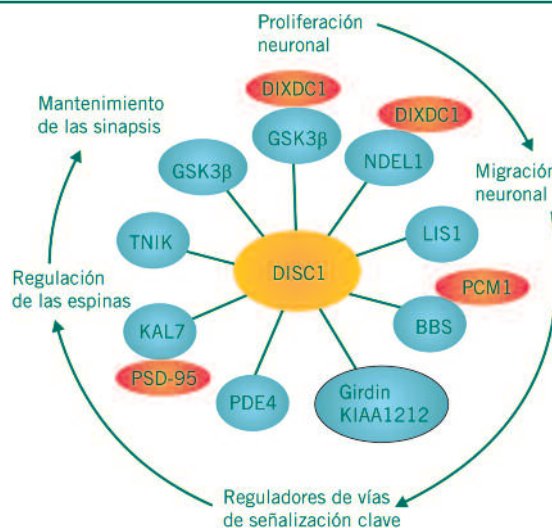 Proliferación
neuronal
DIXDC1
GSK3β
DIXDC1
NDEL1
Mantenimiento
de las sinapsis
GSK3β
Migración
neuronal
LIS1
TNIK
DISC1
Regulación
de las espinas
PCM1
BBS
KAL7
PSD-95
PDE4
Girdin
KIAA1212
Reguladores de vías
de señalización clave